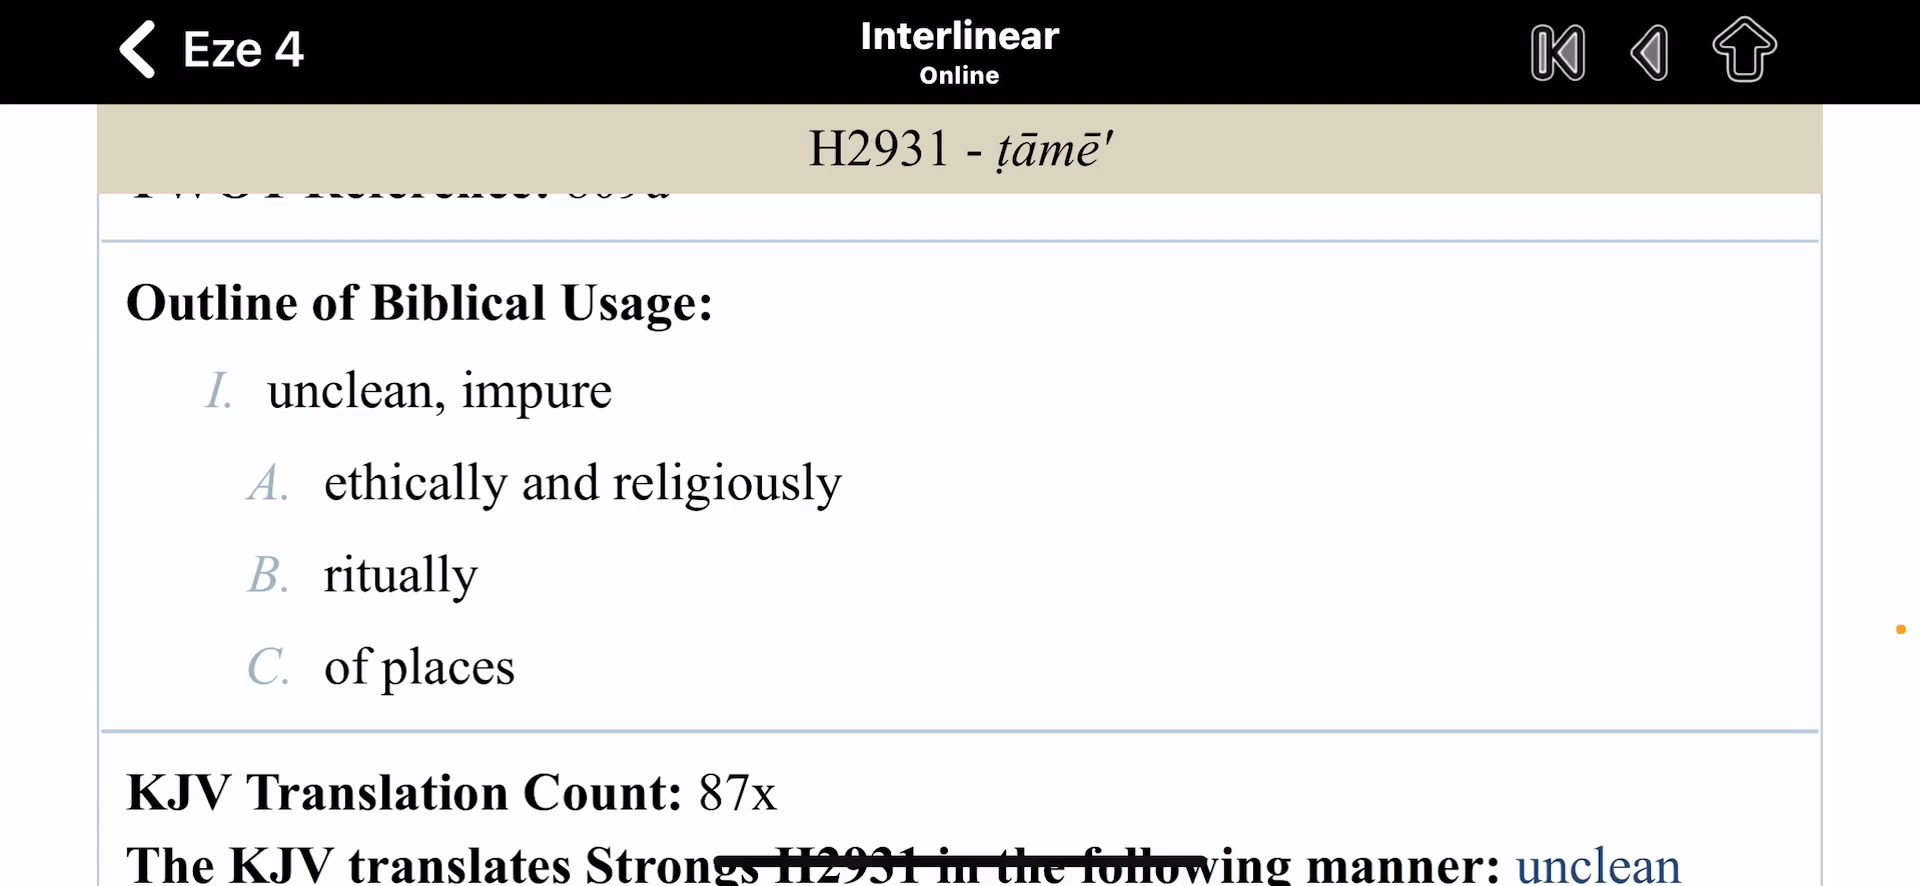 Eze 4
Interlinear
Online
H2931 - ṭāmē'
Outline of Biblical Usage:
I. unclean, impure
A. ethically and religiously
B. ritually
C. of places
KJV Translation Count: 87x
The KJV translates Strongs H2931 in the following manner: unclean